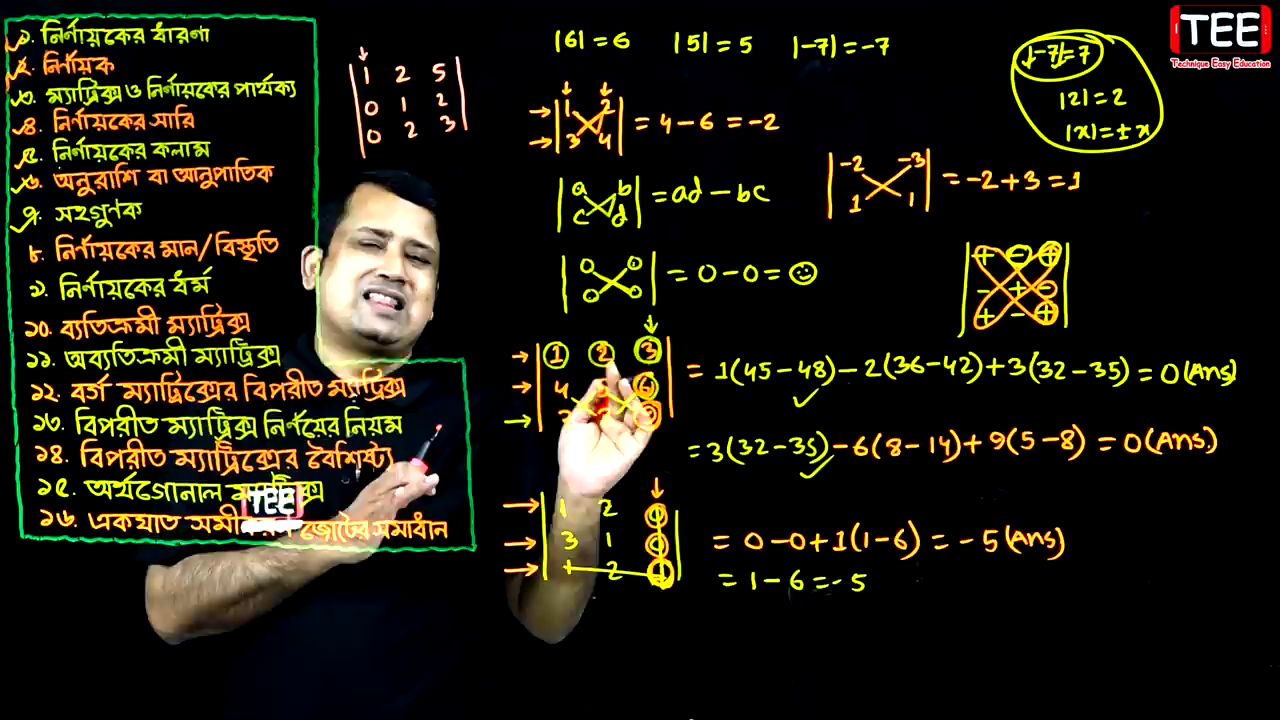 ১. নির্ণায়কের ধারণা
২. নির্ণায়ক
৩. ম্যাট্রিক্স ও নির্ণায়কের পার্থক্য
৪. নির্ণায়কের সারি
৫. নির্ণায়কের কলাম
৬. অনুরাশি বা আনুপাতিক
৭. সহগুণক
৮. নির্ণায়কের মান/বিস্তৃতি
৯. নির্ণায়কের ধর্ম
১০. ব্যতিক্রমী ম্যাট্রিক্স
১১. অব্যতিক্রমী ম্যাট্রিক্স
১২. বর্গ ম্যাট্রিক্সের বিপরীত ম্যাট্রিক্স
১৩. বিপরীত ম্যাট্রিক্স নির্ণয়ের নিয়ম
১৪. বিপরীত ম্যাট্রিক্সের বৈশিষ্ট্য
১৫. অর্থগোনাল ম্যাট্রিক্স
১৬. একঘাত সমীকরণ জোটের সমাধান
TEE
|1 2 5|
|0 1 2|
|0 2 3|
|6| = 6 |5| = 5 |-7| = -7
|1 2|
|3 4| = 4 - 6 = -2
|a b|
|c d| = ad - bc
|0 0|
|0 0| = 0 - 0 = ☺
|1 2 3|
|4 6|
= 1(45-48) - 2(36-42) + 3(32-35) = 0 (Ans)
= 3(32-35) - 6(8-14) + 9(5-8) = 0 (Ans.)
|1 2 0|
|3 1 0|
|1 2 1|
= 0 - 0 + 1(1-6) = -5 (Ans)
= 1 - 6 = -5
|-7| = 7
|2| = 2
|x| = ± x
|-2 -3|
|1 1| = -2 + 3 = 1
|+ - +|
|- + -|
|+ - +|
TEE
Technique Easy Education